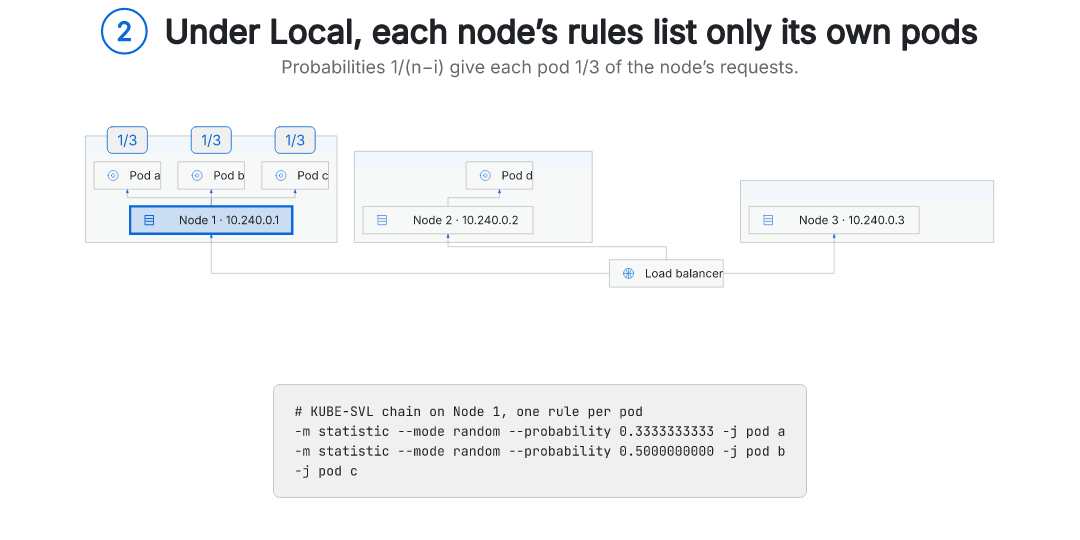 2 Under Local, each node’s rules list only its own pods
Probabilities 1/(n−i) give each pod 1/3 of the node’s requests.
1/3 1/3 1/3
Pod a Pod b Pod c Pod d
Node 1 · 10.240.0.1 Node 2 · 10.240.0.2 Node 3 · 10.240.0.3
Load balancer
# KUBE-SVL chain on Node 1, one rule per pod
-m statistic --mode random --probability 0.3333333333 -j pod a
-m statistic --mode random --probability 0.5000000000 -j pod b
-j pod c